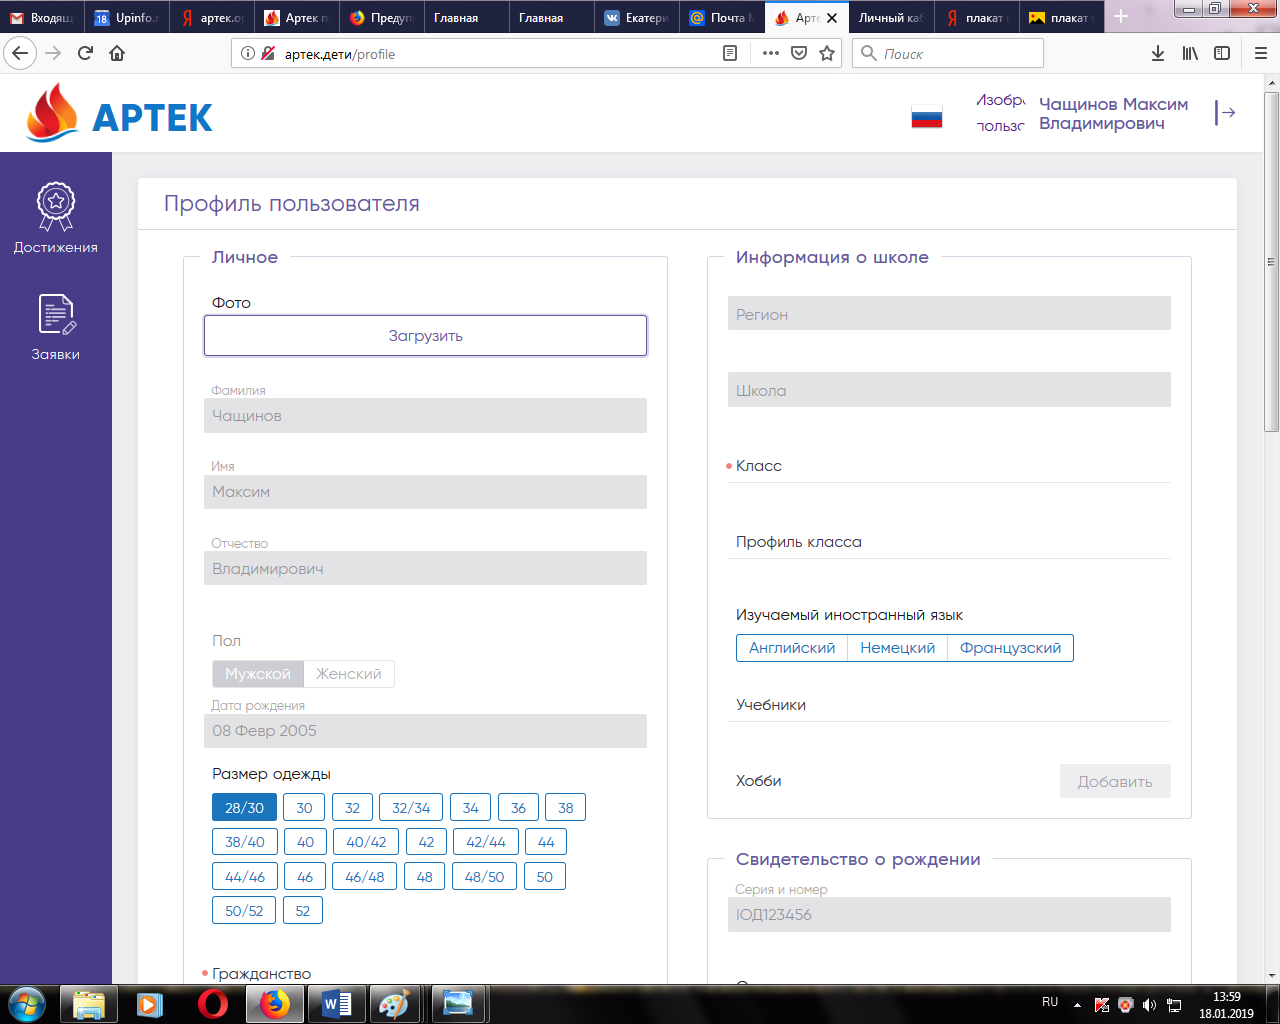 Входящ
18 Upinfo.r
Я артек.ор
Артек п
Предуп
Главная
Главная
Екатери
Почта М
Арте
Личный каб
Я плакат
плакат
артек.дети/profile
Поиск
АРТЕК
Изобра
пользо
Чащинов Максим
Владимирович
Достижения
Заявки
Профиль пользователя
Личное
Фото
Загрузить
Фамилия
Чащинов
Имя
Максим
Отчество
Владимирович
Пол
Мужской Женский
Дата рождения
08 Февр 2005
Размер одежды
28/30 30 32 32/34 34 36 38
38/40 40 40/42 42 42/44 44
44/46 46 46/48 48 48/50 50
50/52 52
Гражданство
Информация о школе
Регион
Школа
Класс
Профиль класса
Изучаемый иностранный язык
Английский Немецкий Французский
Учебники
Хобби Добавить
Свидетельство о рождении
Серия и номер
IОД123456
RU
13:59
18.01.2019